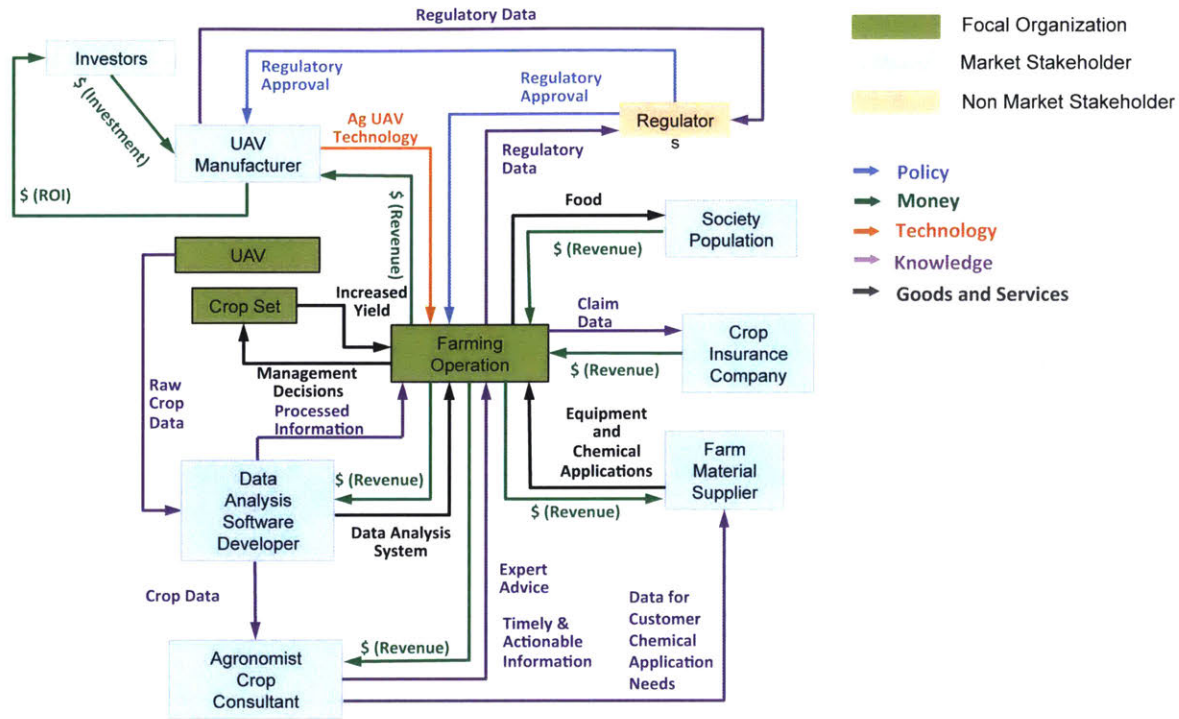 Regulatory Data
Focal Organization
Investors
Market Stakeholder
Regulatory
Approval
Regulatory
Approval
Non Market Stakeholder
$ (Investment)
Ag UAV
Technology
Regulator
s
UAV
Manufacturer
Regulatory
Data
Policy
$ (ROI)
$ (Revenue)
Food
Money
Society
Population
Technology
$ (Revenue)
UAV
Knowledge
Increased
Yield
Goods and Services
Crop Set
Claim
Data
Farming
Operation
Crop
Insurance
Company
$ (Revenue)
Management
Decisions
Raw
Crop
Data
Processed
Information
Equipment
and
Chemical
Applications
Farm
Material
Supplier
Data
Analysis
Software
Developer
$ (Revenue)
$ (Revenue)
Data Analysis
System
Expert
Advice
Crop Data
Timely &
Actionable
Information
Data for
Customer
Chemical
Application
Needs
$ (Revenue)
Agronomist
Crop
Consultant